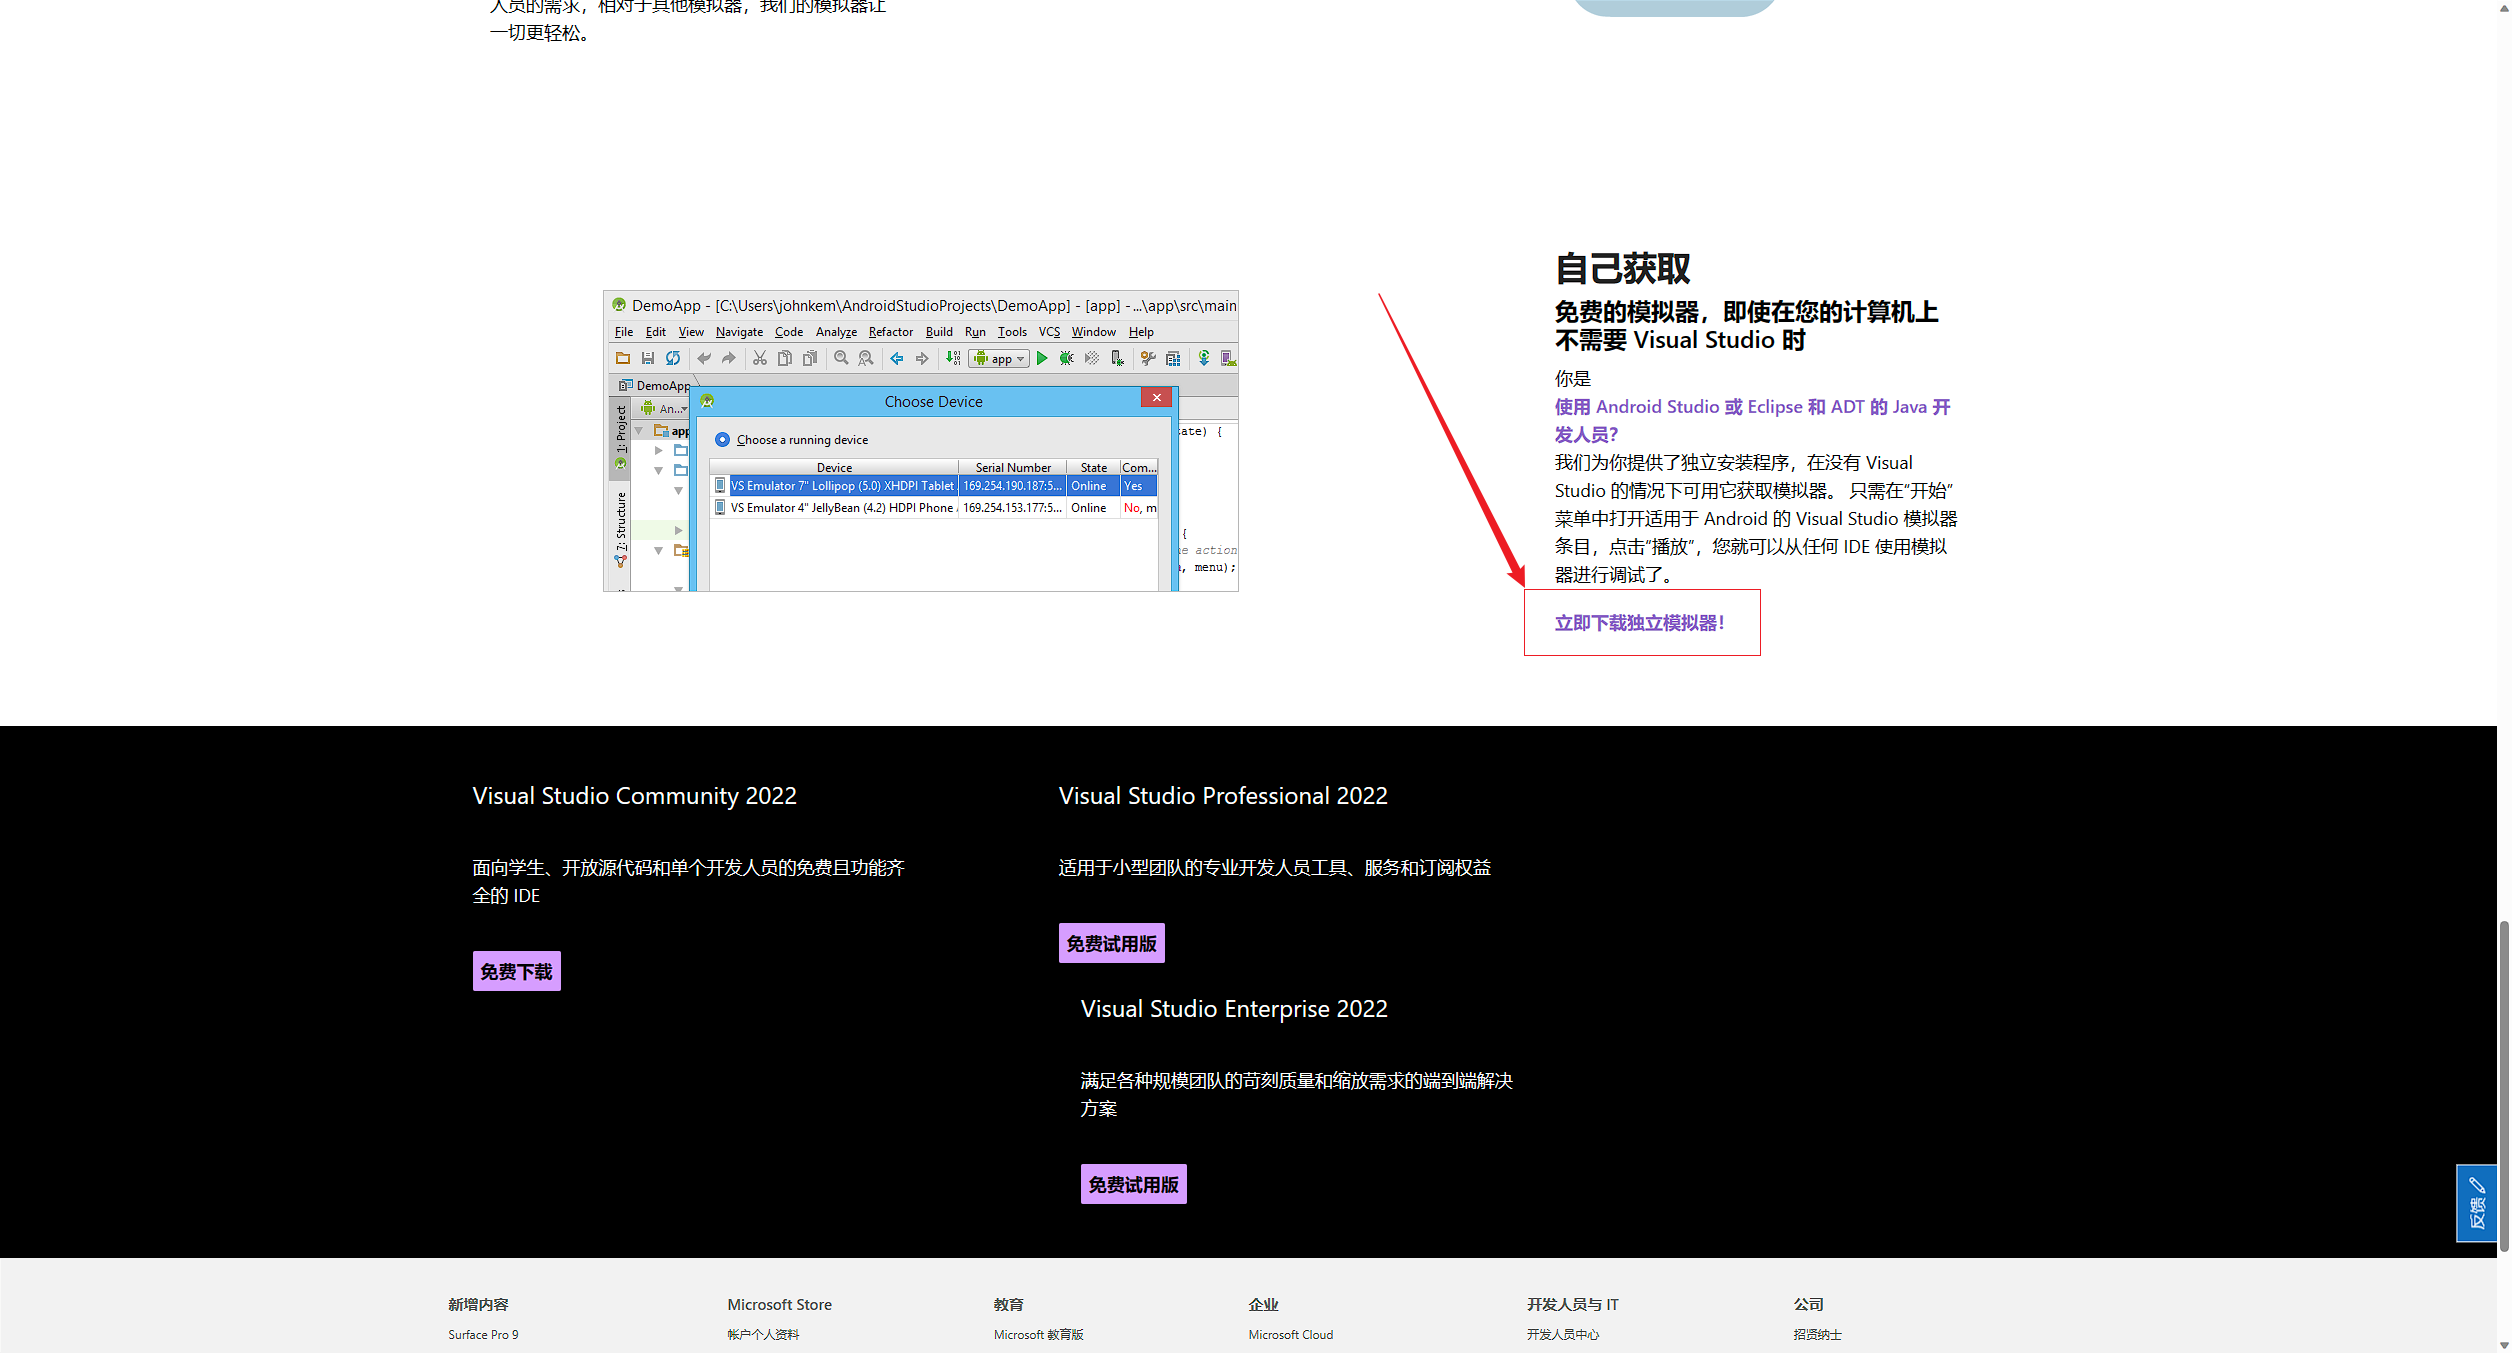 人员的需求，相对于其他模拟器，我们的模拟器让
一切更轻松。
DemoApp - [C:\Users\johnkem\AndroidStudioProjects\DemoApp] - [app] - ...\app\src\main
File Edit View Navigate Code Analyze Refactor Build Run Tools VCS Window Help
app
DemoApp
Choose Device
1: Project
An...
app
Choose a running device
Device Serial Number State Com...
VS Emulator 7" Lollipop (5.0) XHDPI Tablet 169.254.190.187:5... Online Yes
VS Emulator 4" JellyBean (4.2) HDPI Phone 169.254.153.177:5... Online No, m
7: Structure
ate) {
{
e action
, menu);
自己获取
免费的模拟器，即使在您的计算机上
不需要 Visual Studio 时
你是
使用 Android Studio 或 Eclipse 和 ADT 的 Java 开
发人员？
我们为你提供了独立安装程序，在没有 Visual
Studio 的情况下可用它获取模拟器。 只需在“开始”
菜单中打开适用于 Android 的 Visual Studio 模拟器
条目，点击“播放”，您就可以从任何 IDE 使用模拟
器进行调试了。
立即下载独立模拟器！
Visual Studio Community 2022
面向学生、开放源代码和单个开发人员的免费且功能齐
全的 IDE
免费下载
Visual Studio Professional 2022
适用于小型团队的专业开发人员工具、服务和订阅权益
免费试用版
Visual Studio Enterprise 2022
满足各种规模团队的苛刻质量和缩放需求的端到端解决
方案
免费试用版
反馈
新增内容
Surface Pro 9
Microsoft Store
帐户个人资料
教育
Microsoft 教育版
企业
Microsoft Cloud
开发人员与 IT
开发人员中心
公司
招贤纳士